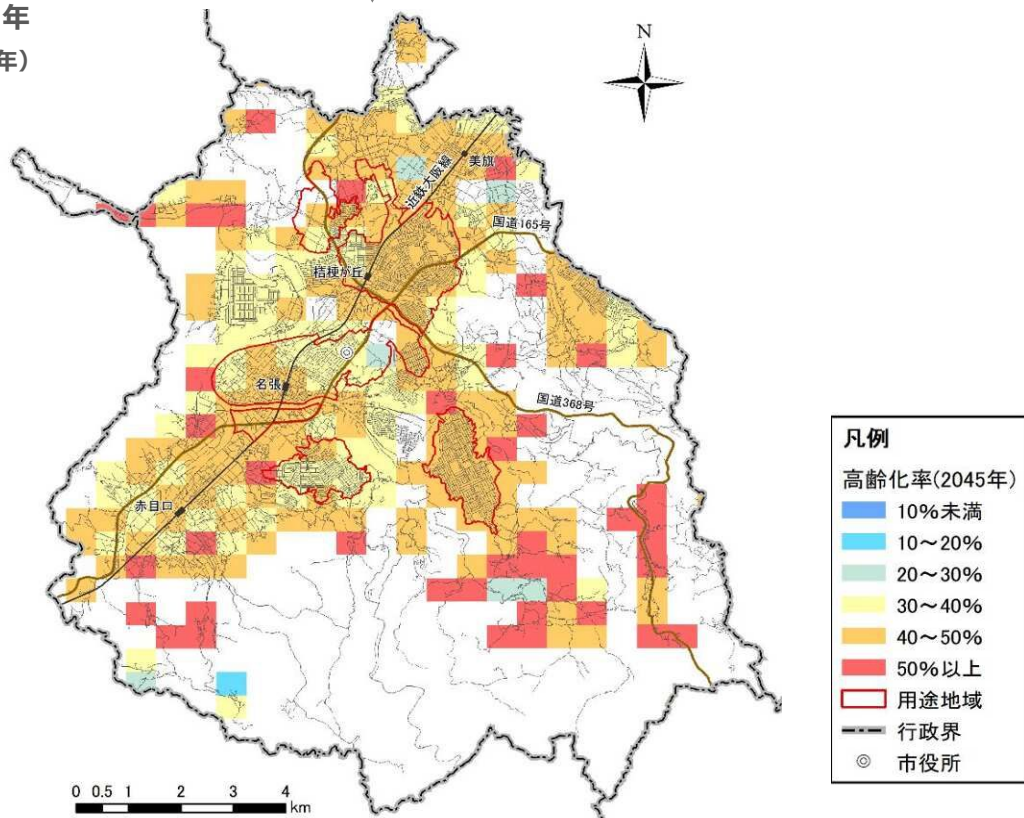 年
年)
N
美旗
近鉄大阪線
国道165号
桔梗が丘
名張
国道368号
赤目口
凡例
高齢化率(2045年)
10%未満
10～20%
20～30%
30～40%
40～50%
50%以上
用途地域
行政界
市役所
0 0.5 1 2 3 4
km